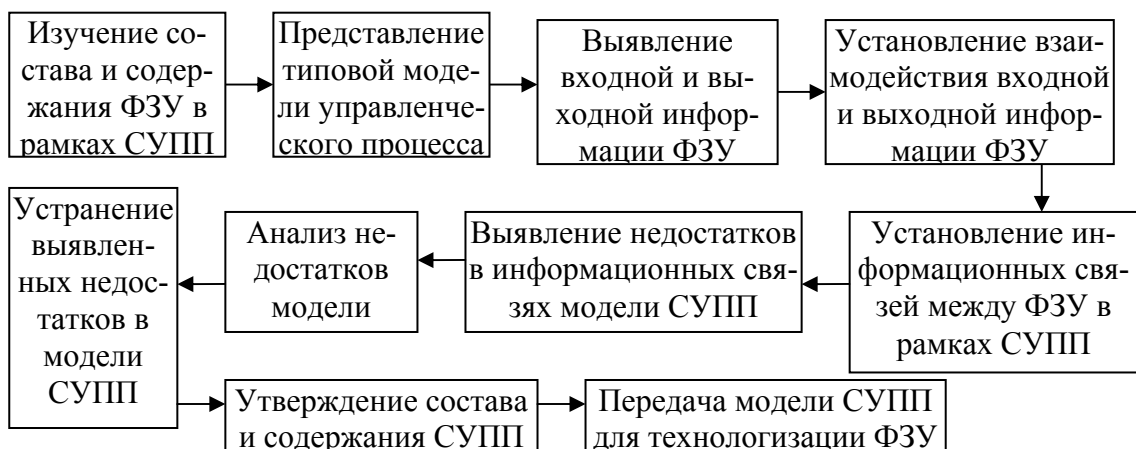 Изучение со-
става и содер-
жания ФЗУ в
рамках СУПП
Представление
типовой моде-
ли управленче-
ского процесса
Выявление
входной и вы-
ходной инфор-
мации ФЗУ
Установление взаи-
модействия входной
и выходной инфор-
мации ФЗУ
Установление ин-
формационных свя-
зей между ФЗУ в
рамках СУПП
Выявление недостатков
в информационных свя-
зях модели СУПП
Анализ не-
достатков
модели
Устранение
выявлен-
ных недос-
татков в
модели
СУПП
Утверждение состава
и содержания СУПП
Передача модели СУПП
для технологизации ФЗУ